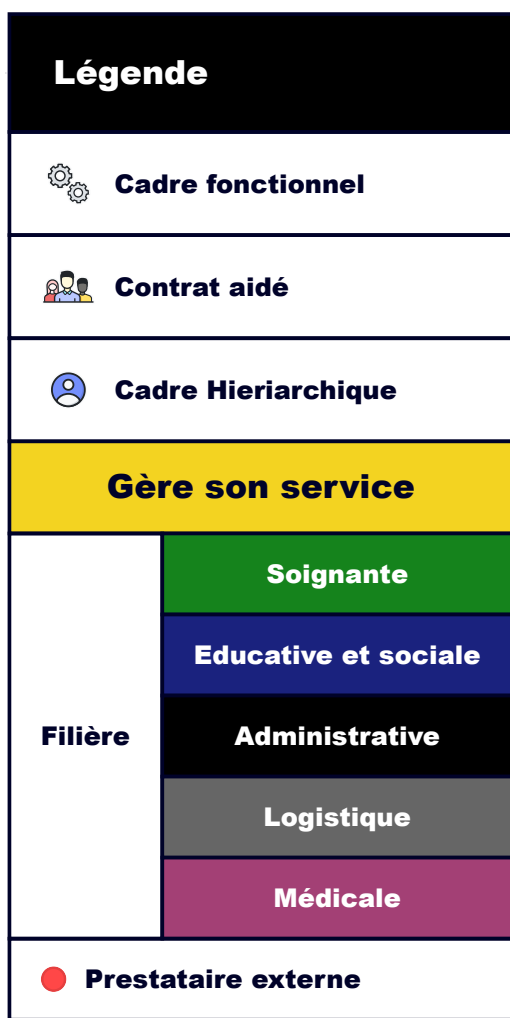 Légende
Cadre fonctionnel
Contrat aidé
Cadre Hieriarchique
Gère son service
Filière
Soignante
Educative et sociale
Administrative
Logistique
Médicale
Prestataire externe